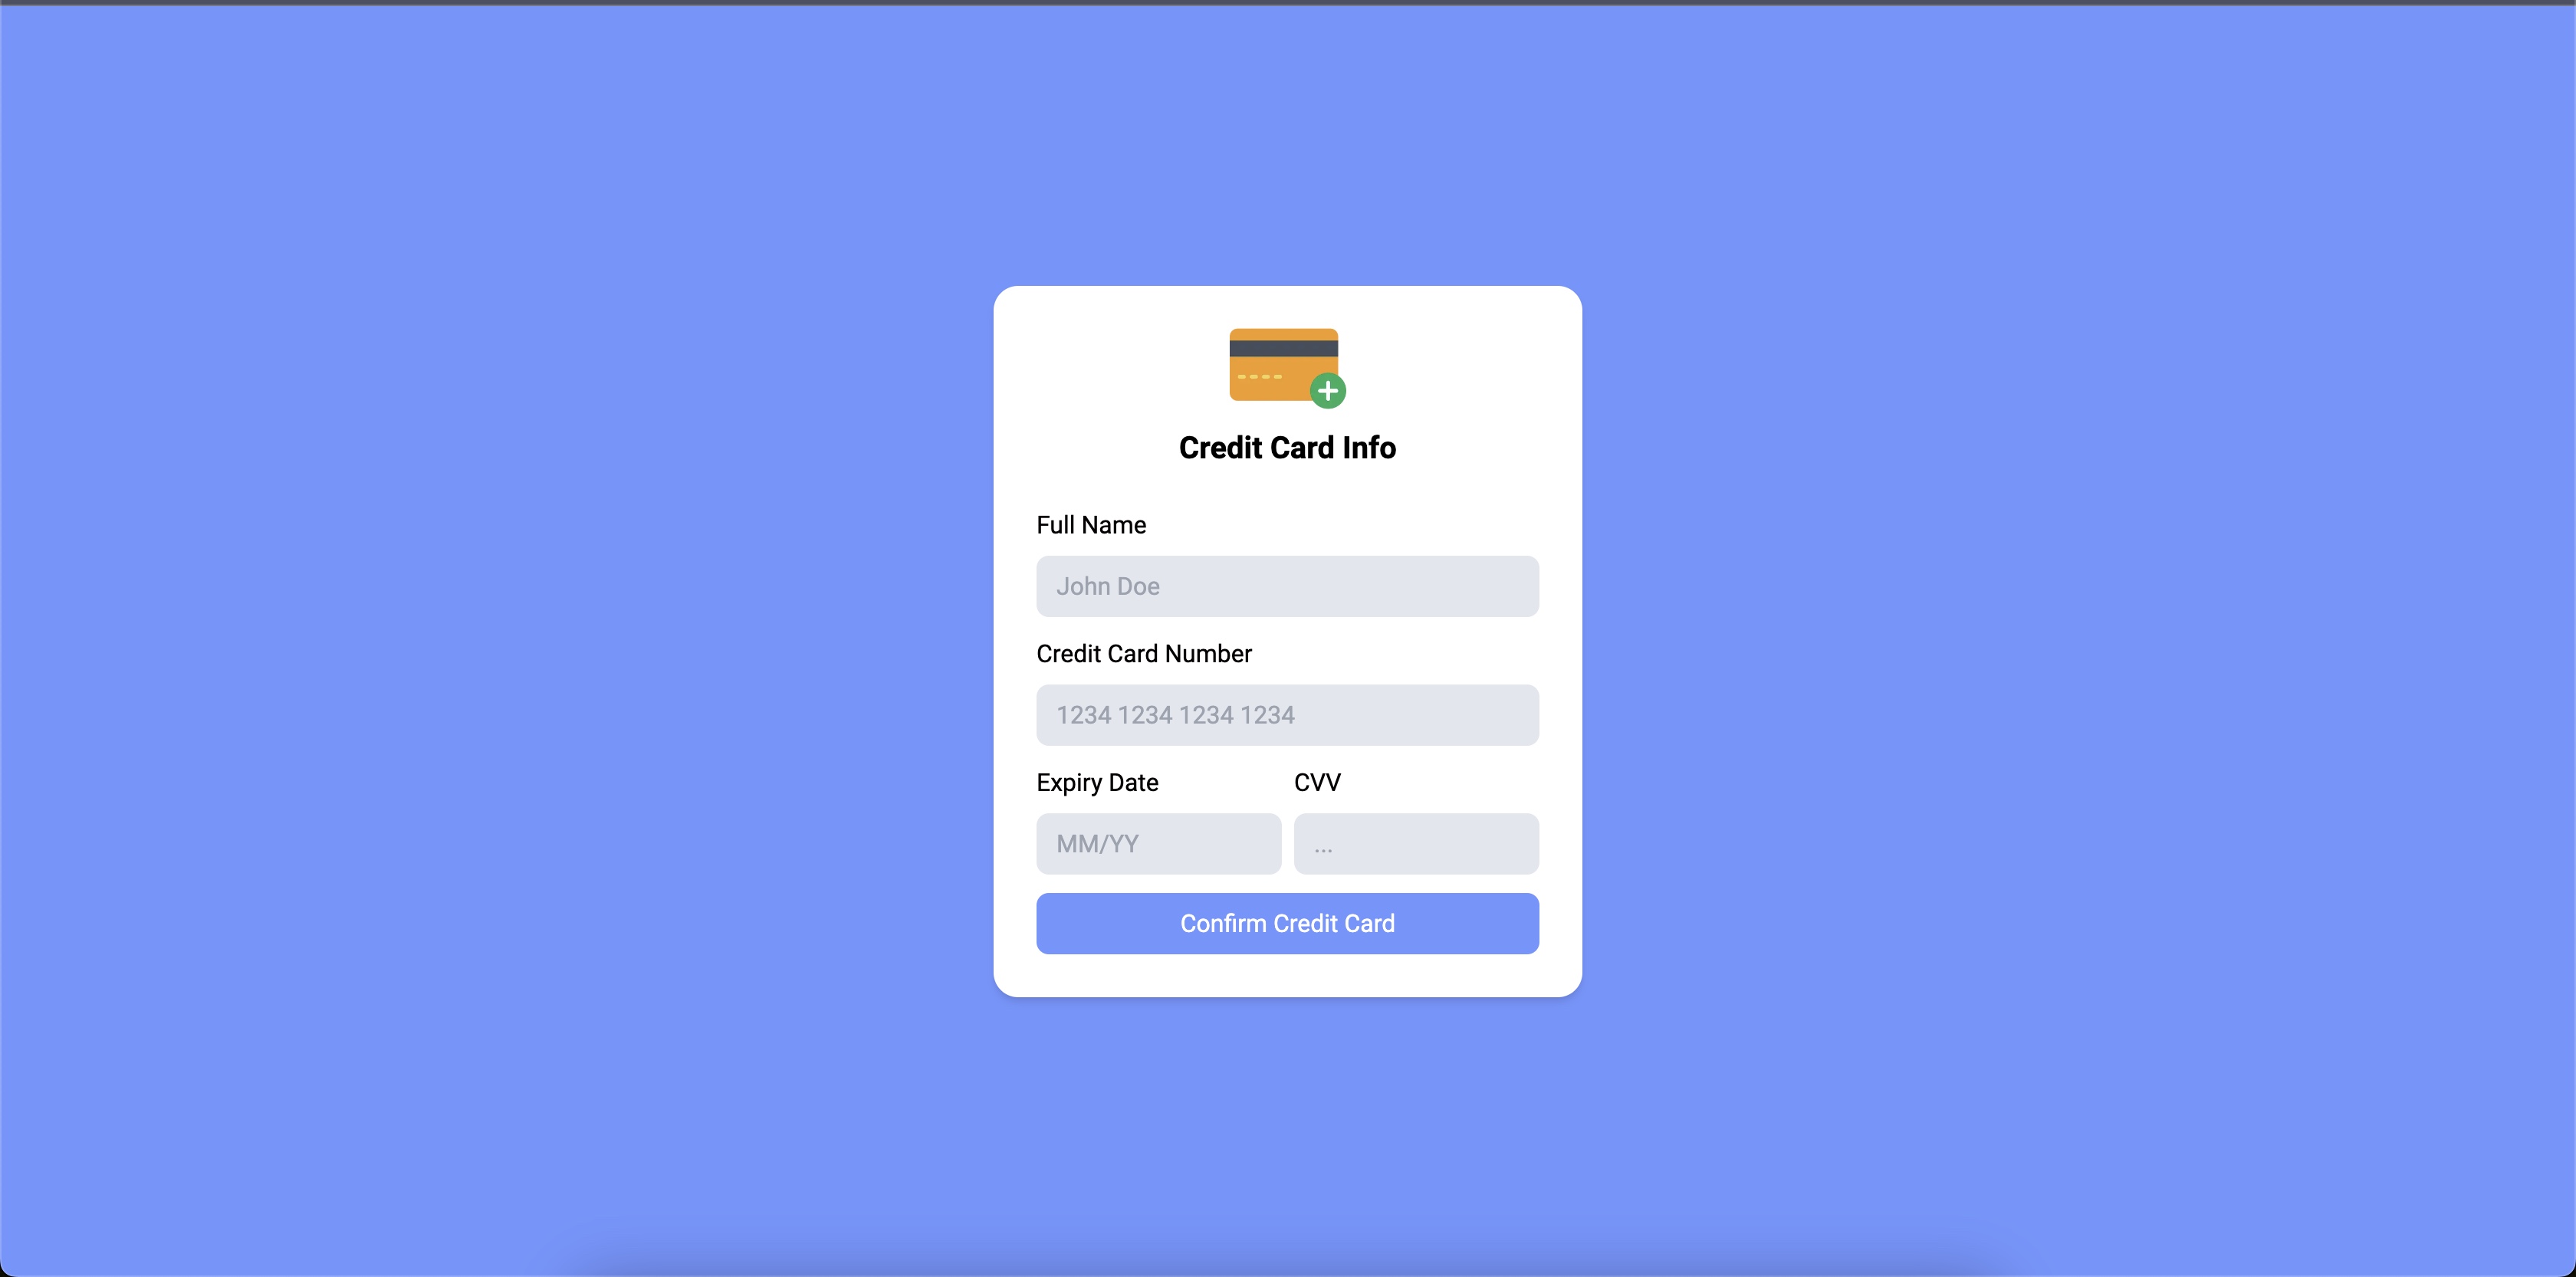 Credit Card Info
Full Name
John Doe
Credit Card Number
1234 1234 1234 1234
Expiry Date CVV
MM/YY ...
Confirm Credit Card